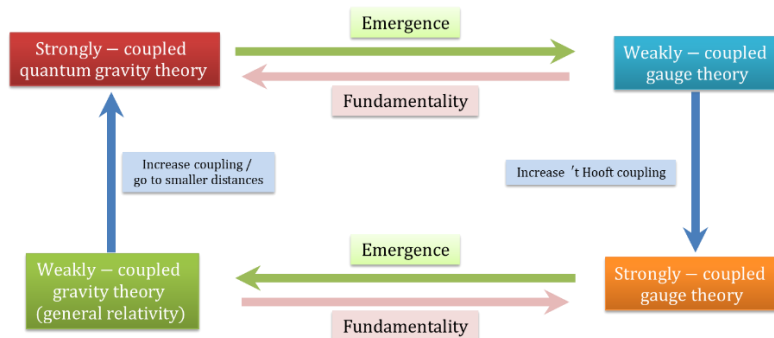 Emergence
Strongly – coupled
quantum gravity theory
Weakly – coupled
gauge theory
Fundamentality
Increase coupling /
go to smaller distances
Increase ′t Hooft coupling
Emergence
Weakly – coupled
gravity theory
(general relativity)
Strongly – coupled
gauge theory
Fundamentality